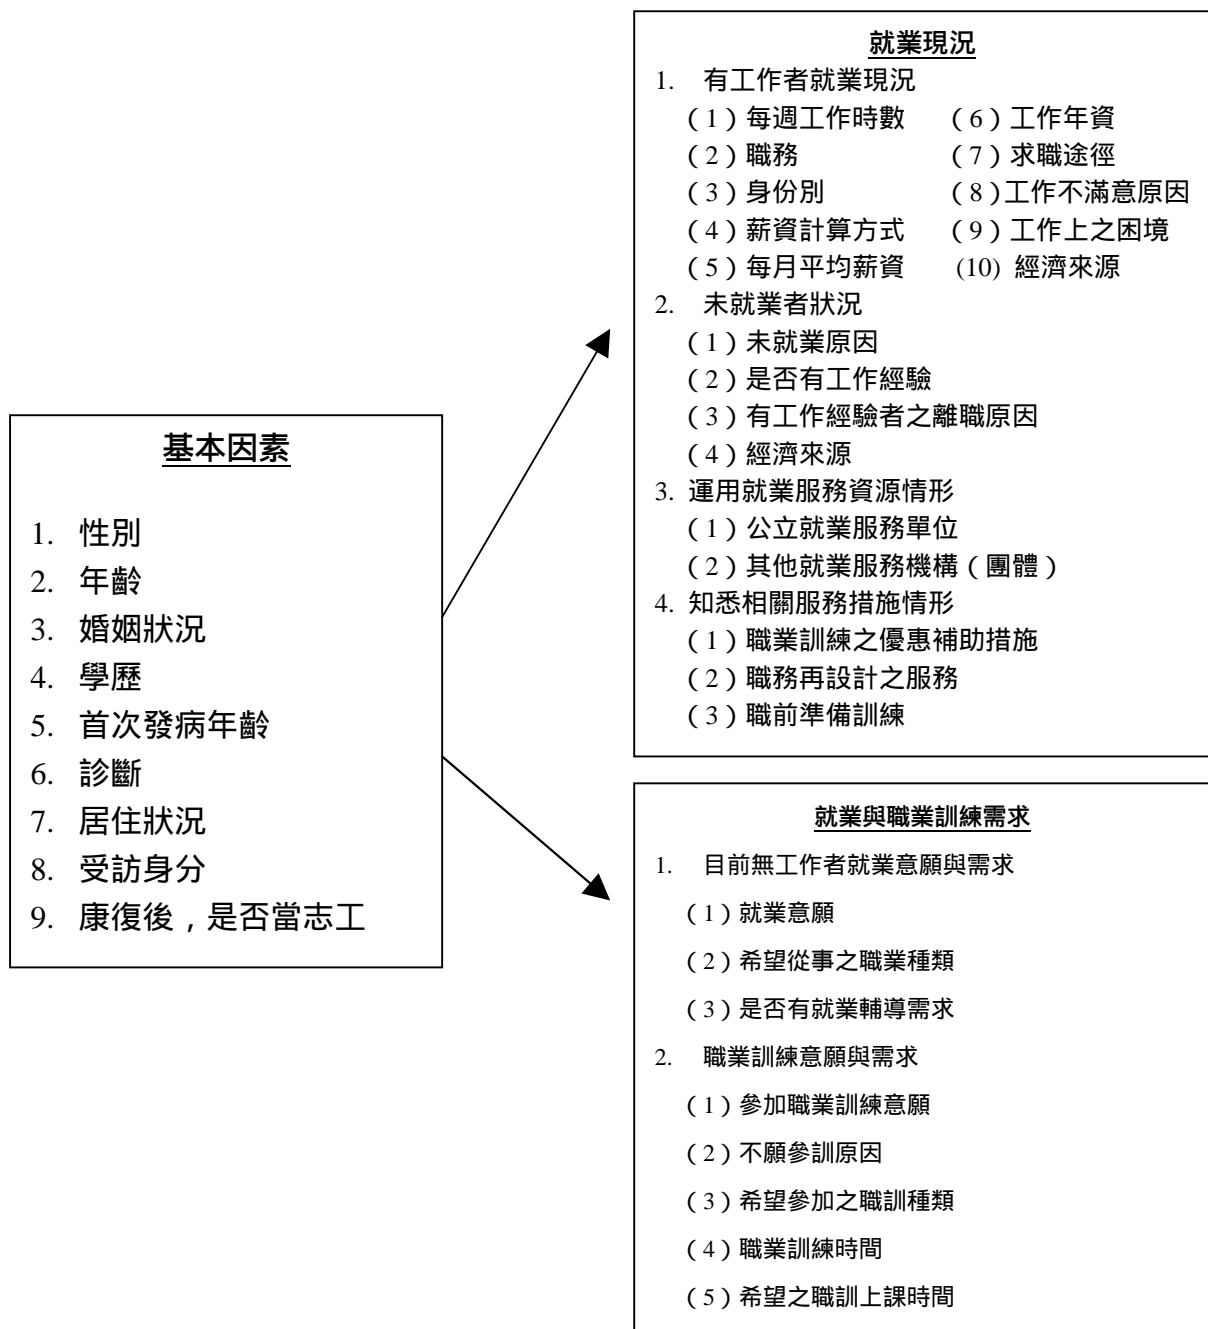 就業現況
1. 有工作者就業現況
（1）每週工作時數 （6）工作年資
（2）職務 （7）求職途徑
（3）身份別 （8）工作不滿意原因
（4）薪資計算方式 （9）工作上之困境
（5）每月平均薪資 (10) 經濟來源
2. 未就業者狀況
（1）未就業原因
（2）是否有工作經驗
（3）有工作經驗者之離職原因
（4）經濟來源
3. 運用就業服務資源情形
（1）公立就業服務單位
（2）其他就業服務機構（團體）
4. 知悉相關服務措施情形
（1）職業訓練之優惠補助措施
（2）職務再設計之服務
（3）職前準備訓練
基本因素
1. 性別
2. 年齡
3. 婚姻狀況
4. 學歷
5. 首次發病年齡
6. 診斷
7. 居住狀況
8. 受訪身分
9. 康復後，是否當志工
就業與職業訓練需求
1. 目前無工作者就業意願與需求
（1）就業意願
（2）希望從事之職業種類
（3）是否有就業輔導需求
2. 職業訓練意願與需求
（1）參加職業訓練意願
（2）不願參訓原因
（3）希望參加之職訓種類
（4）職業訓練時間
（5）希望之職訓上課時間